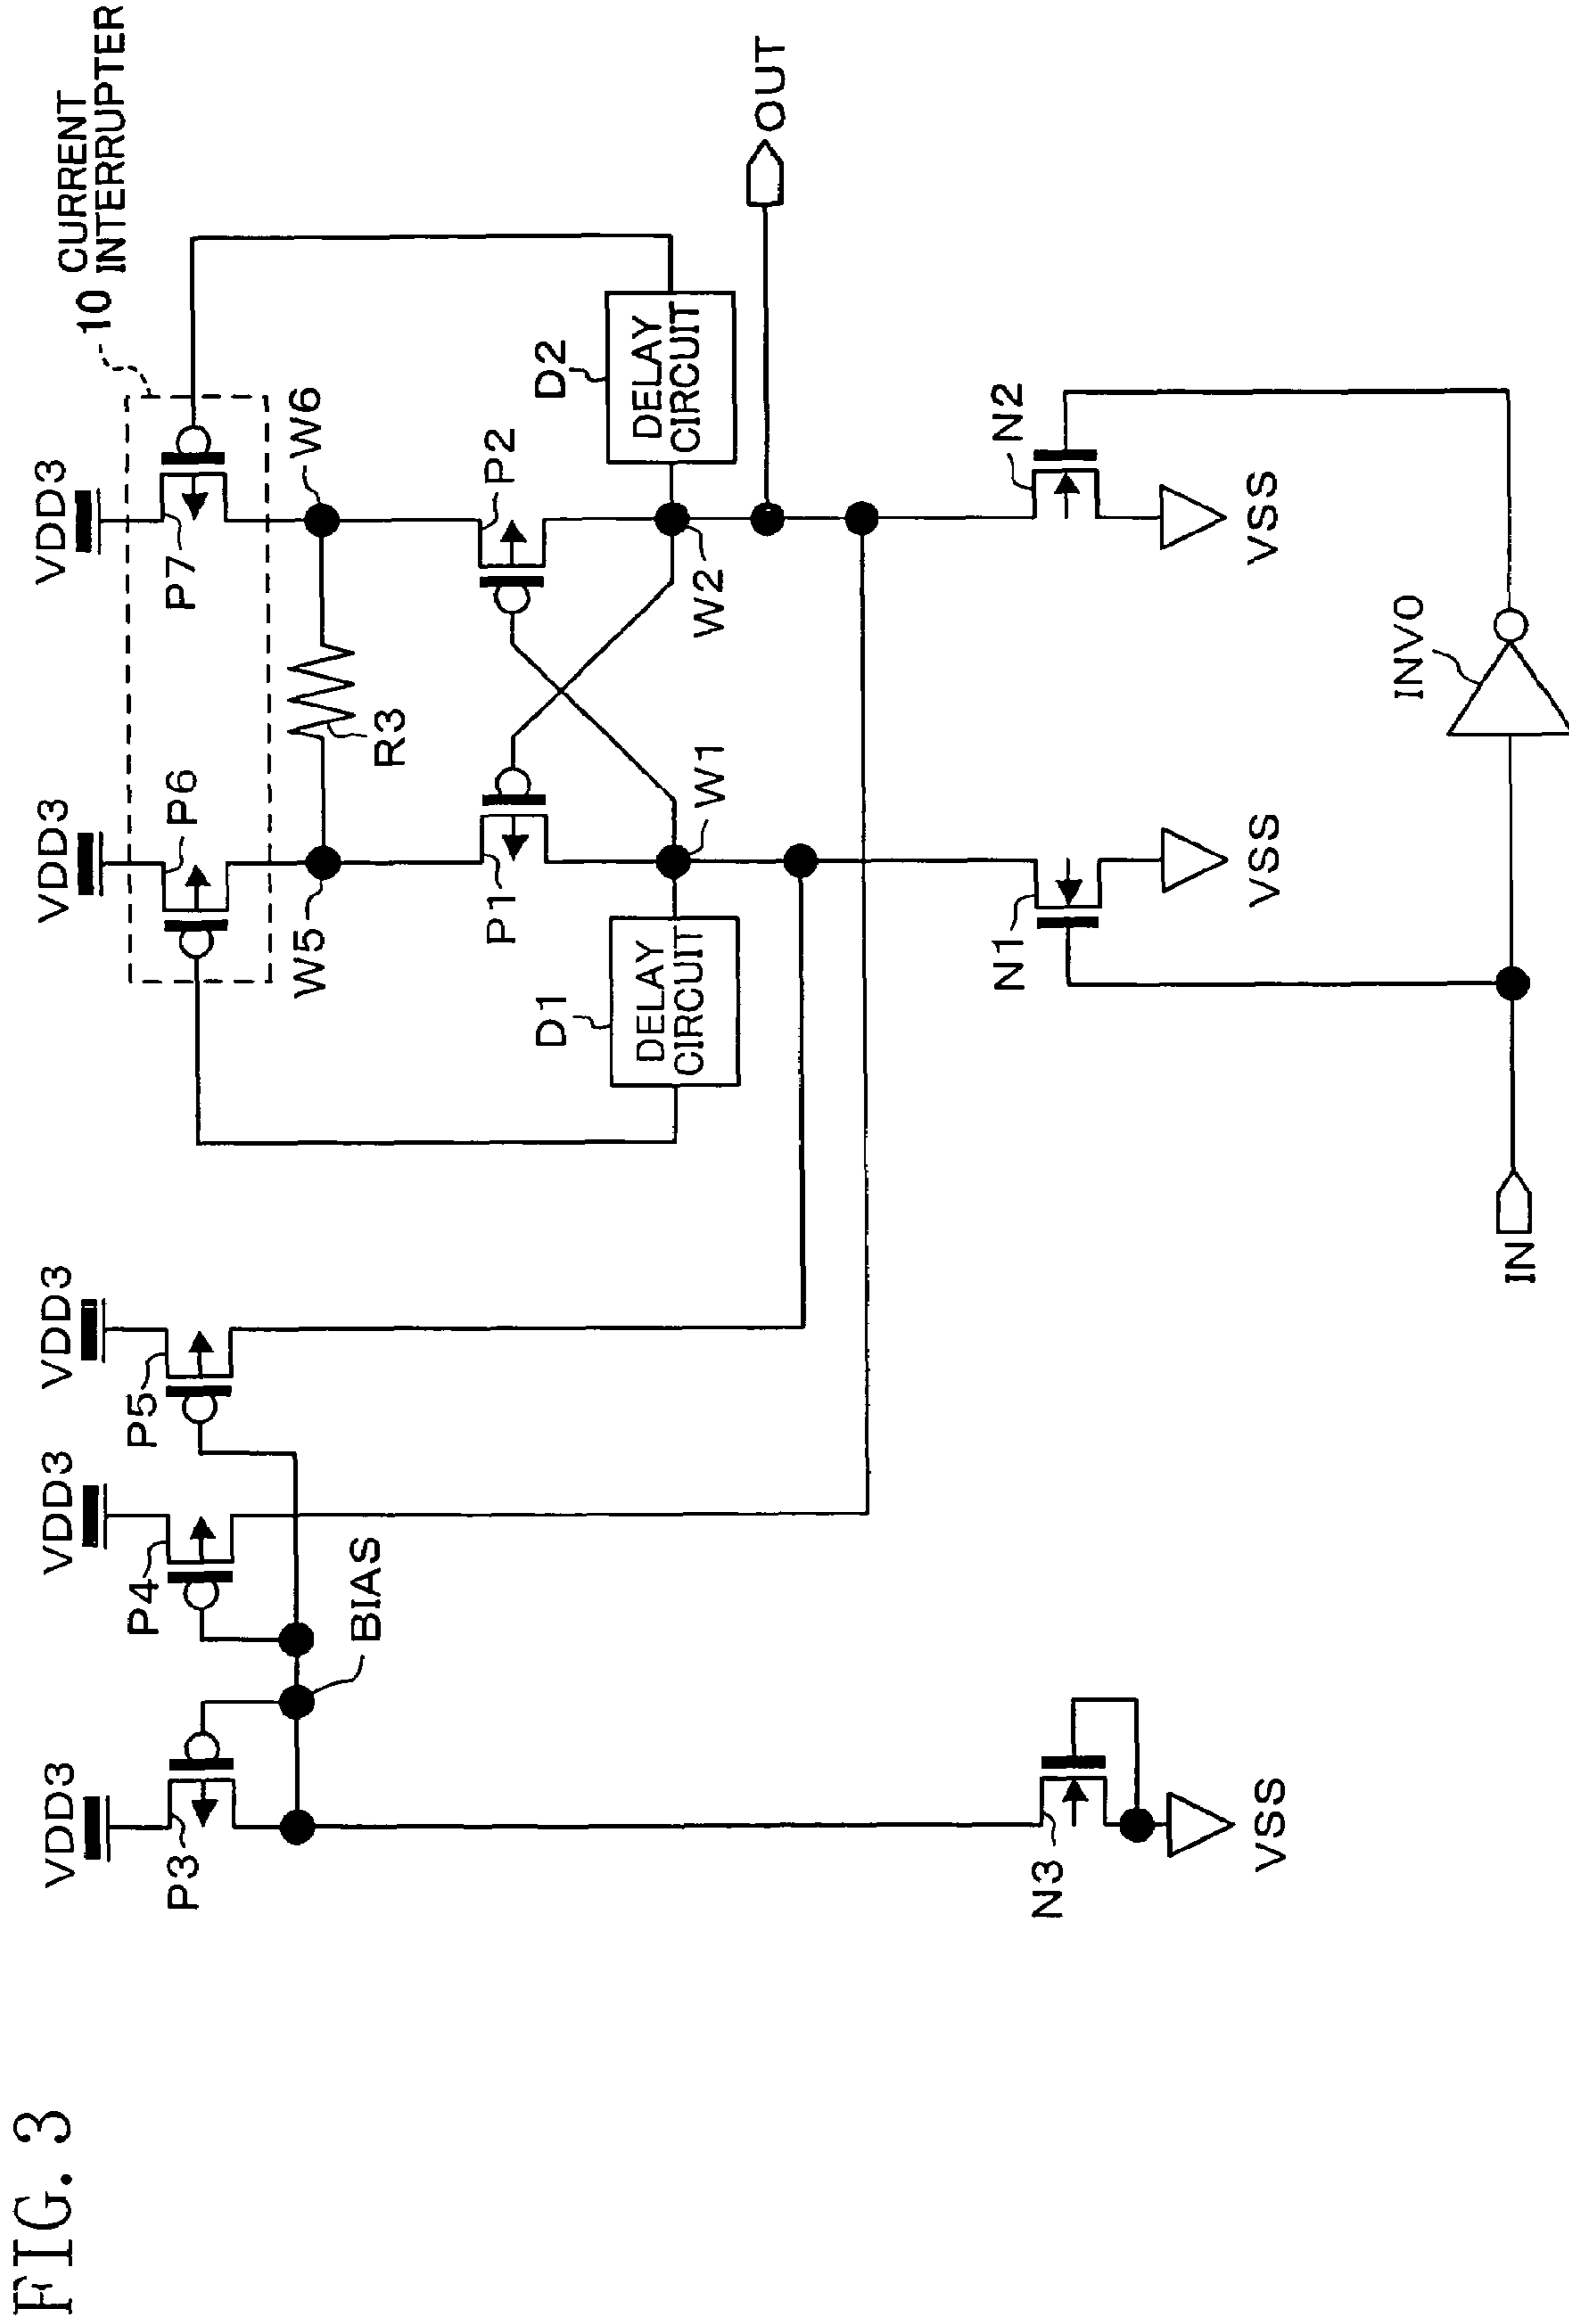 FIG. 3
10 CURRENT
INTERRUPTER
VDD3
VDD3
VDD3
VDD3
VDD3
P3
P4
P5
P6
P7
BIAS
W5
W6
R3
P1
P2
D1
DELAY
CIRCUIT
D2
DELAY
CIRCUIT
W1
W2
OUT
N3
N1
N2
VSS
VSS
VSS
INV0
IN